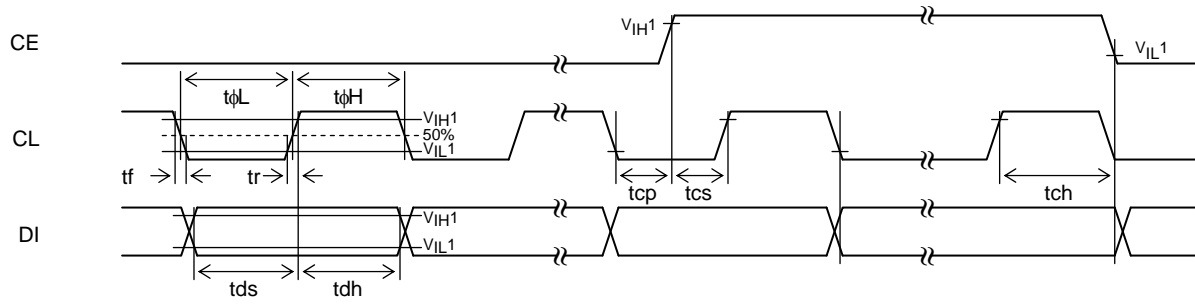 CE
VIH1
VIL1
tϕL
tϕH
CL
VIH1
50%
VIL1
tf
tr
tcp
tcs
tch
DI
VIH1
VIL1
tds
tdh